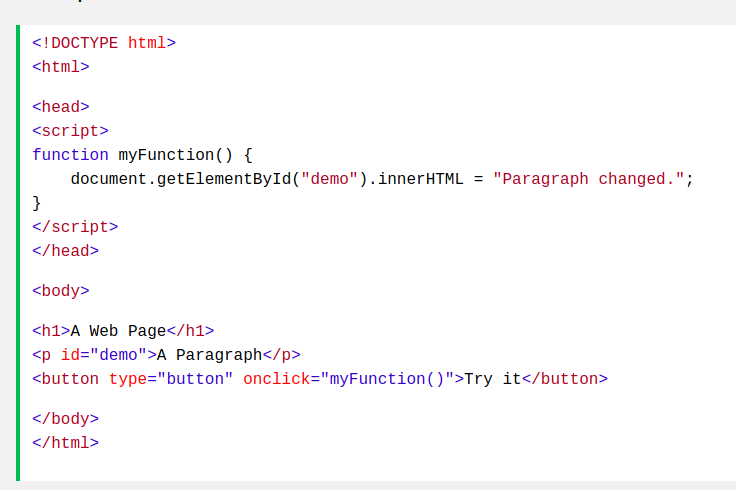 <!DOCTYPE html>
<html>
<head>
<script>
function myFunction() {
    document.getElementById("demo").innerHTML = "Paragraph changed.";
}
</script>
</head>
<body>
<h1>A Web Page</h1>
<p id="demo">A Paragraph</p>
<button type="button" onclick="myFunction()">Try it</button>
</body>
</html>